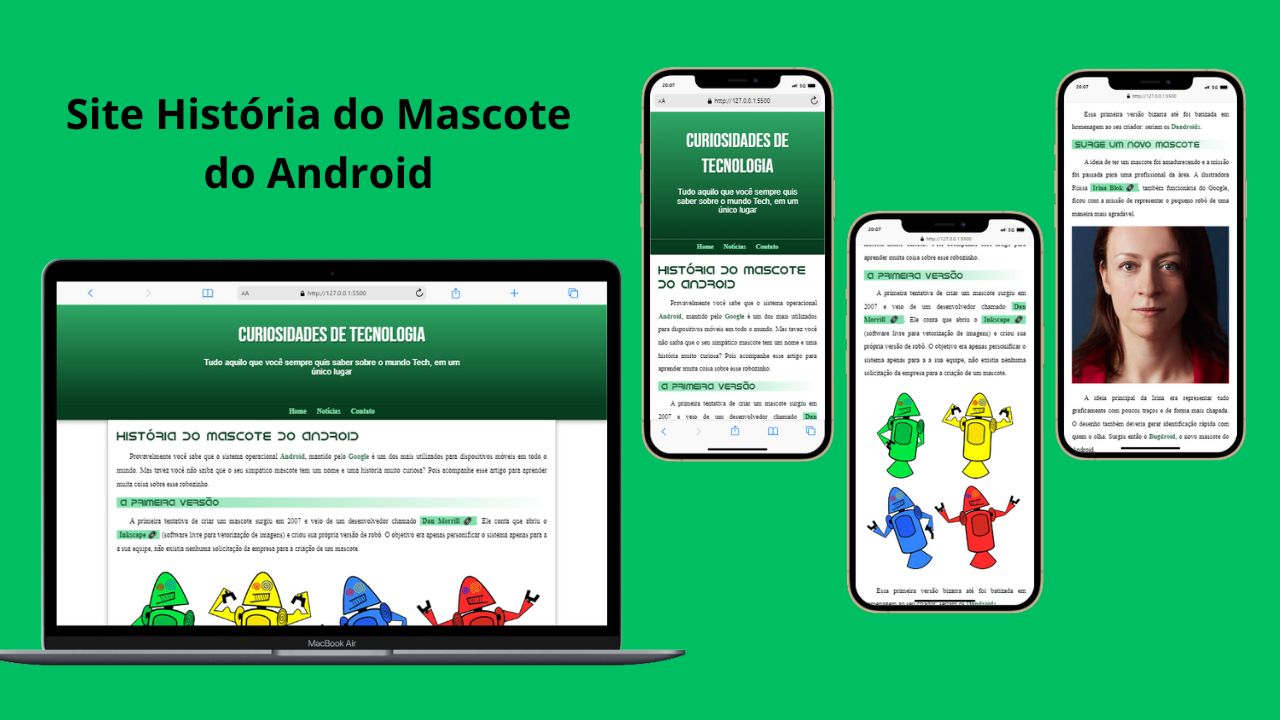 Site História do Mascote
do Android
AA
http://127.0.0.1:5500
CURIOSIDADES DE TECNOLOGIA
Tudo aquilo que você sempre quis saber sobre o mundo Tech, em um
único lugar
Home Notícias Contato
HISTÓRIA DO MASCOTE DO ANDROID
Provavelmente você sabe que o sistema operacional Android, mantido pelo Google é um dos mais utilizados para dispositivos móveis em todo o
mundo. Mas tavez você não saiba que o seu simpático mascote tem um nome e uma história muito curiosa? Pois acompanhe esse artigo para aprender
muita coisa sobre esse robozinho.
A PRIMEIRA VERSÃO
A primeira tentativa de criar um mascote surgiu em 2007 e veio de um desenvolvedor chamado Dan Morrill . Ele conta que abriu o
Inkscape (software livre para vetorização de imagens) e criou sua própria versão de robô. O objetivo era apenas personificar o sistema apenas para a
a sua equipe, não existia nenhuma solicitação da empresa para a criação de um mascote.
MacBook Air
20:07
5G
AA
http://127.0.0.1:5500
CURIOSIDADES DE
TECNOLOGIA
Tudo aquilo que você sempre quis
saber sobre o mundo Tech, em um
único lugar
Home Notícias Contato
HISTÓRIA DO MASCOTE
DO ANDROID
Provavelmente você sabe que o sistema operacional
Android, mantido pelo Google é um dos mais utilizados
para dispositivos móveis em todo o mundo. Mas tavez você
não saiba que o seu simpático mascote tem um nome e uma
história muito curiosa? Pois acompanhe esse artigo para
aprender muita coisa sobre esse robozinho.
A PRIMEIRA VERSÃO
A primeira tentativa de criar um mascote surgiu em
2007 e veio de um desenvolvedor chamado Dan
20:07
5G
http://127.0.0.1:5500
aprender muita coisa sobre esse robozinho.
A PRIMEIRA VERSÃO
A primeira tentativa de criar um mascote surgiu em
2007 e veio de um desenvolvedor chamado Dan
Morrill . Ele conta que abriu o Inkscape
(software livre para vetorização de imagens) e criou sua
própria versão de robô. O objetivo era apenas personificar o
sistema apenas para a a sua equipe, não existia nenhuma
solicitação da empresa para a criação de um mascote.
Essa primeira versão bizarra até foi batizada em
homenagem ao seu criador: seriam os Dandroids.
20:07
5G
http://127.0.0.1:5500
Essa primeira versão bizarra até foi batizada em
homenagem ao seu criador: seriam os Dandroids.
SURGE UM NOVO MASCOTE
A ideia de ter um mascote foi amadurecendo e a missão
foi passada para uma profissional da área. A ilustradora
Russa Irina Blok , também funcionária do Google,
ficou com a missão de representar o pequeno robô de uma
maneira mais agradável.
A ideia principal da Irina era representar tudo
graficamente com poucos traços e de forma mais chapada.
O desenho também deveria gerar identificação rápida com
quem o olha. Surgiu então o Bugdroid, o novo mascote do
Android.